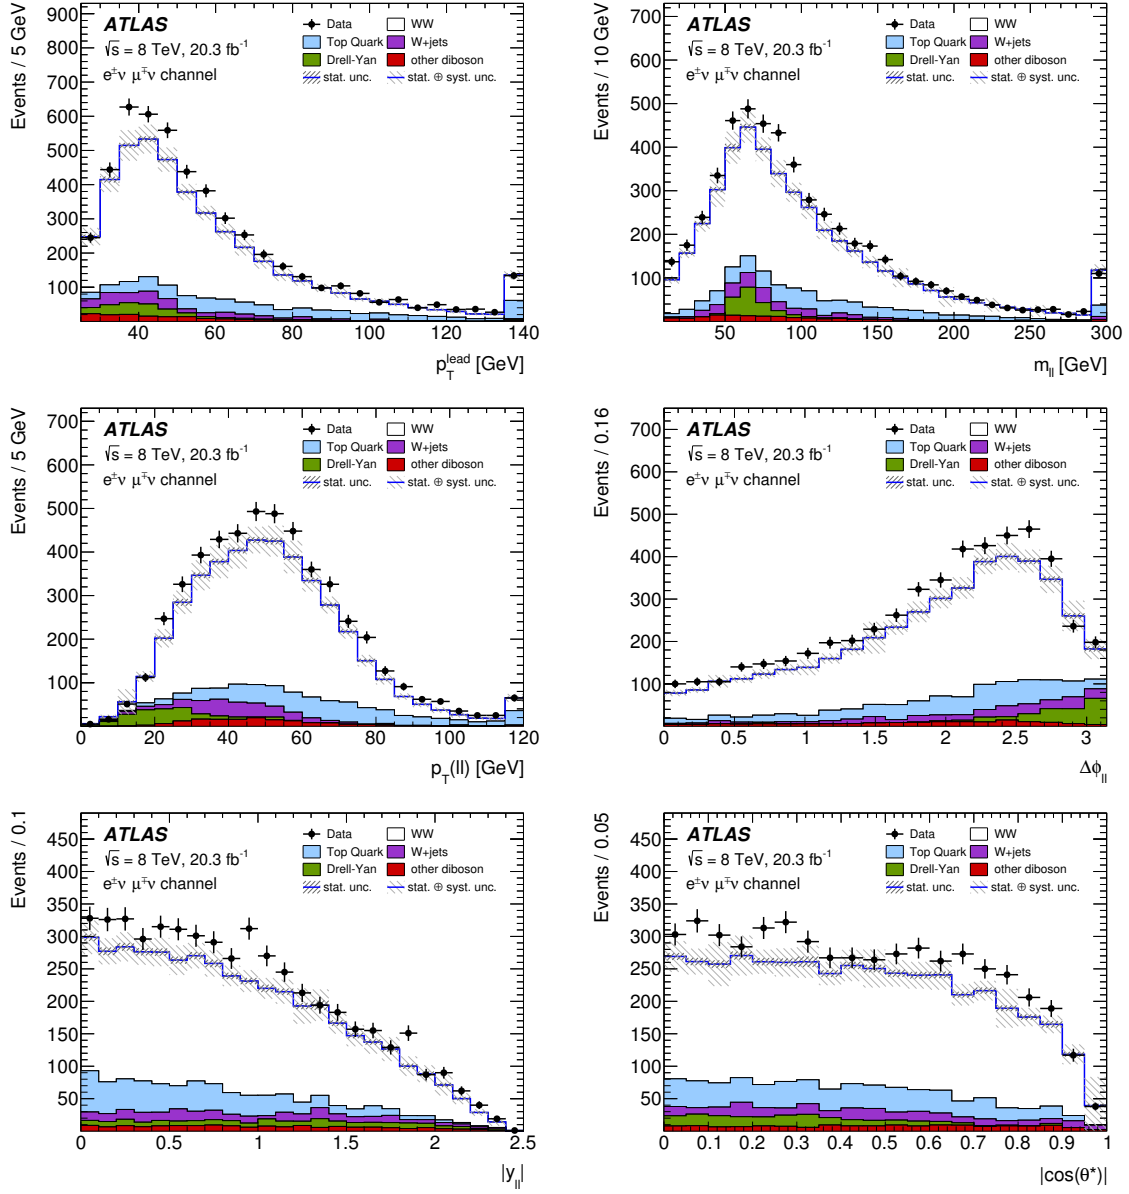 Events / 5 GeV
900
800
700
600
500
400
300
200
100
ATLAS
√s = 8 TeV, 20.3 fb⁻¹
e±ν μ∓ν channel
Data
WW
Top Quark
W+jets
Drell-Yan
other diboson
stat. unc.
stat. ⊕ syst. unc.
40 60 80 100 120 140
p_T^lead [GeV]
Events / 10 GeV
700
600
500
400
300
200
100
ATLAS
√s = 8 TeV, 20.3 fb⁻¹
e±ν μ∓ν channel
Data
WW
Top Quark
W+jets
Drell-Yan
other diboson
stat. unc.
stat. ⊕ syst. unc.
50 100 150 200 250 300
m_ll [GeV]
Events / 5 GeV
700
600
500
400
300
200
100
ATLAS
√s = 8 TeV, 20.3 fb⁻¹
e±ν μ∓ν channel
Data
WW
Top Quark
W+jets
Drell-Yan
other diboson
stat. unc.
stat. ⊕ syst. unc.
0 20 40 60 80 100 120
p_T(ll) [GeV]
Events / 0.16
700
600
500
400
300
200
100
ATLAS
√s = 8 TeV, 20.3 fb⁻¹
e±ν μ∓ν channel
Data
WW
Top Quark
W+jets
Drell-Yan
other diboson
stat. unc.
stat. ⊕ syst. unc.
0 0.5 1 1.5 2 2.5 3
Δϕ_ll
Events / 0.1
450
400
350
300
250
200
150
100
50
ATLAS
√s = 8 TeV, 20.3 fb⁻¹
e±ν μ∓ν channel
Data
WW
Top Quark
W+jets
Drell-Yan
other diboson
stat. unc.
stat. ⊕ syst. unc.
0 0.5 1 1.5 2 2.5
|y_ll|
Events / 0.05
450
400
350
300
250
200
150
100
50
ATLAS
√s = 8 TeV, 20.3 fb⁻¹
e±ν μ∓ν channel
Data
WW
Top Quark
W+jets
Drell-Yan
other diboson
stat. unc.
stat. ⊕ syst. unc.
0 0.1 0.2 0.3 0.4 0.5 0.6 0.7 0.8 0.9 1
|cos(θ*)|